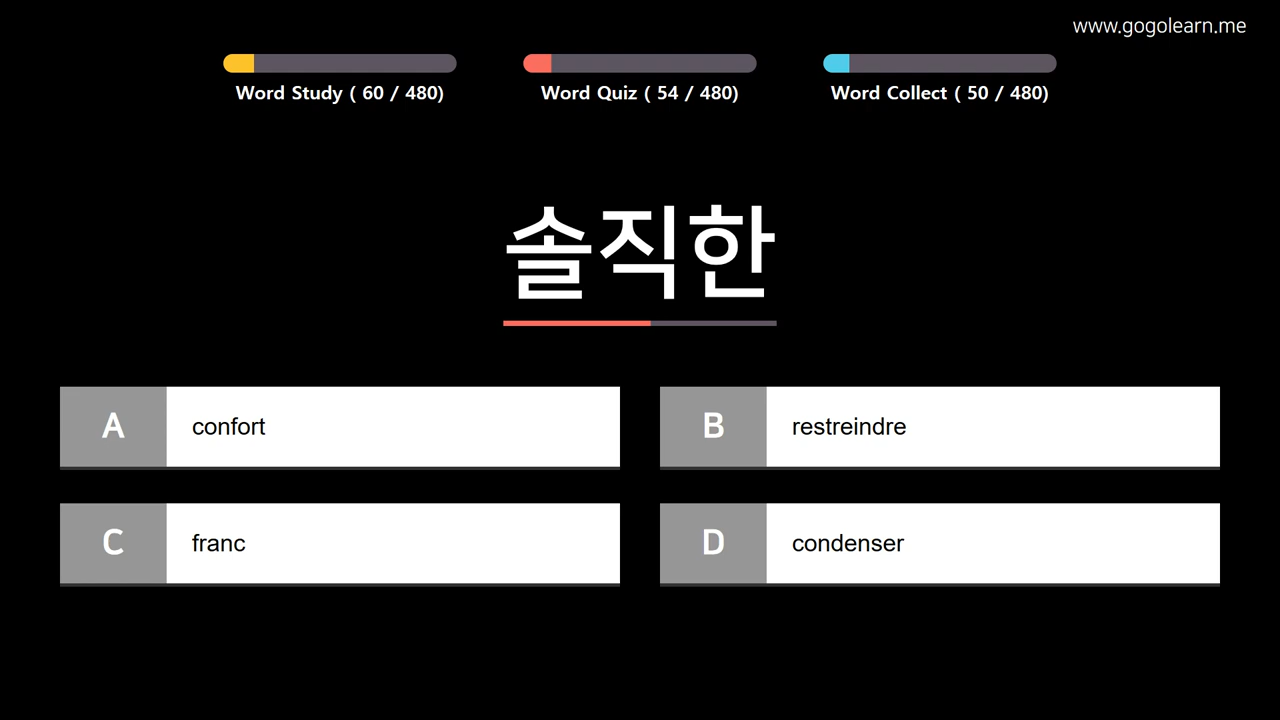 www.gogolearn.me
Word Study ( 60 / 480)
Word Quiz ( 54 / 480)
Word Collect ( 50 / 480)
솔직한
A confort
B restreindre
C franc
D condenser